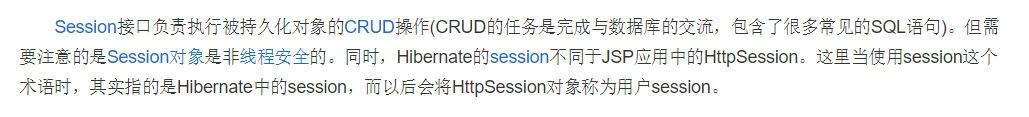 Session接口负责执行被持久化对象的CRUD操作(CRUD的任务是完成与数据库的交流，包含了很多常见的SQL语句)。但需
要注意的是Session对象是非线程安全的。同时，Hibernate的session不同于JSP应用中的HttpSession。这里当使用session这个
术语时，其实指的是Hibernate中的session，而以后会将HttpSession对象称为用户session。